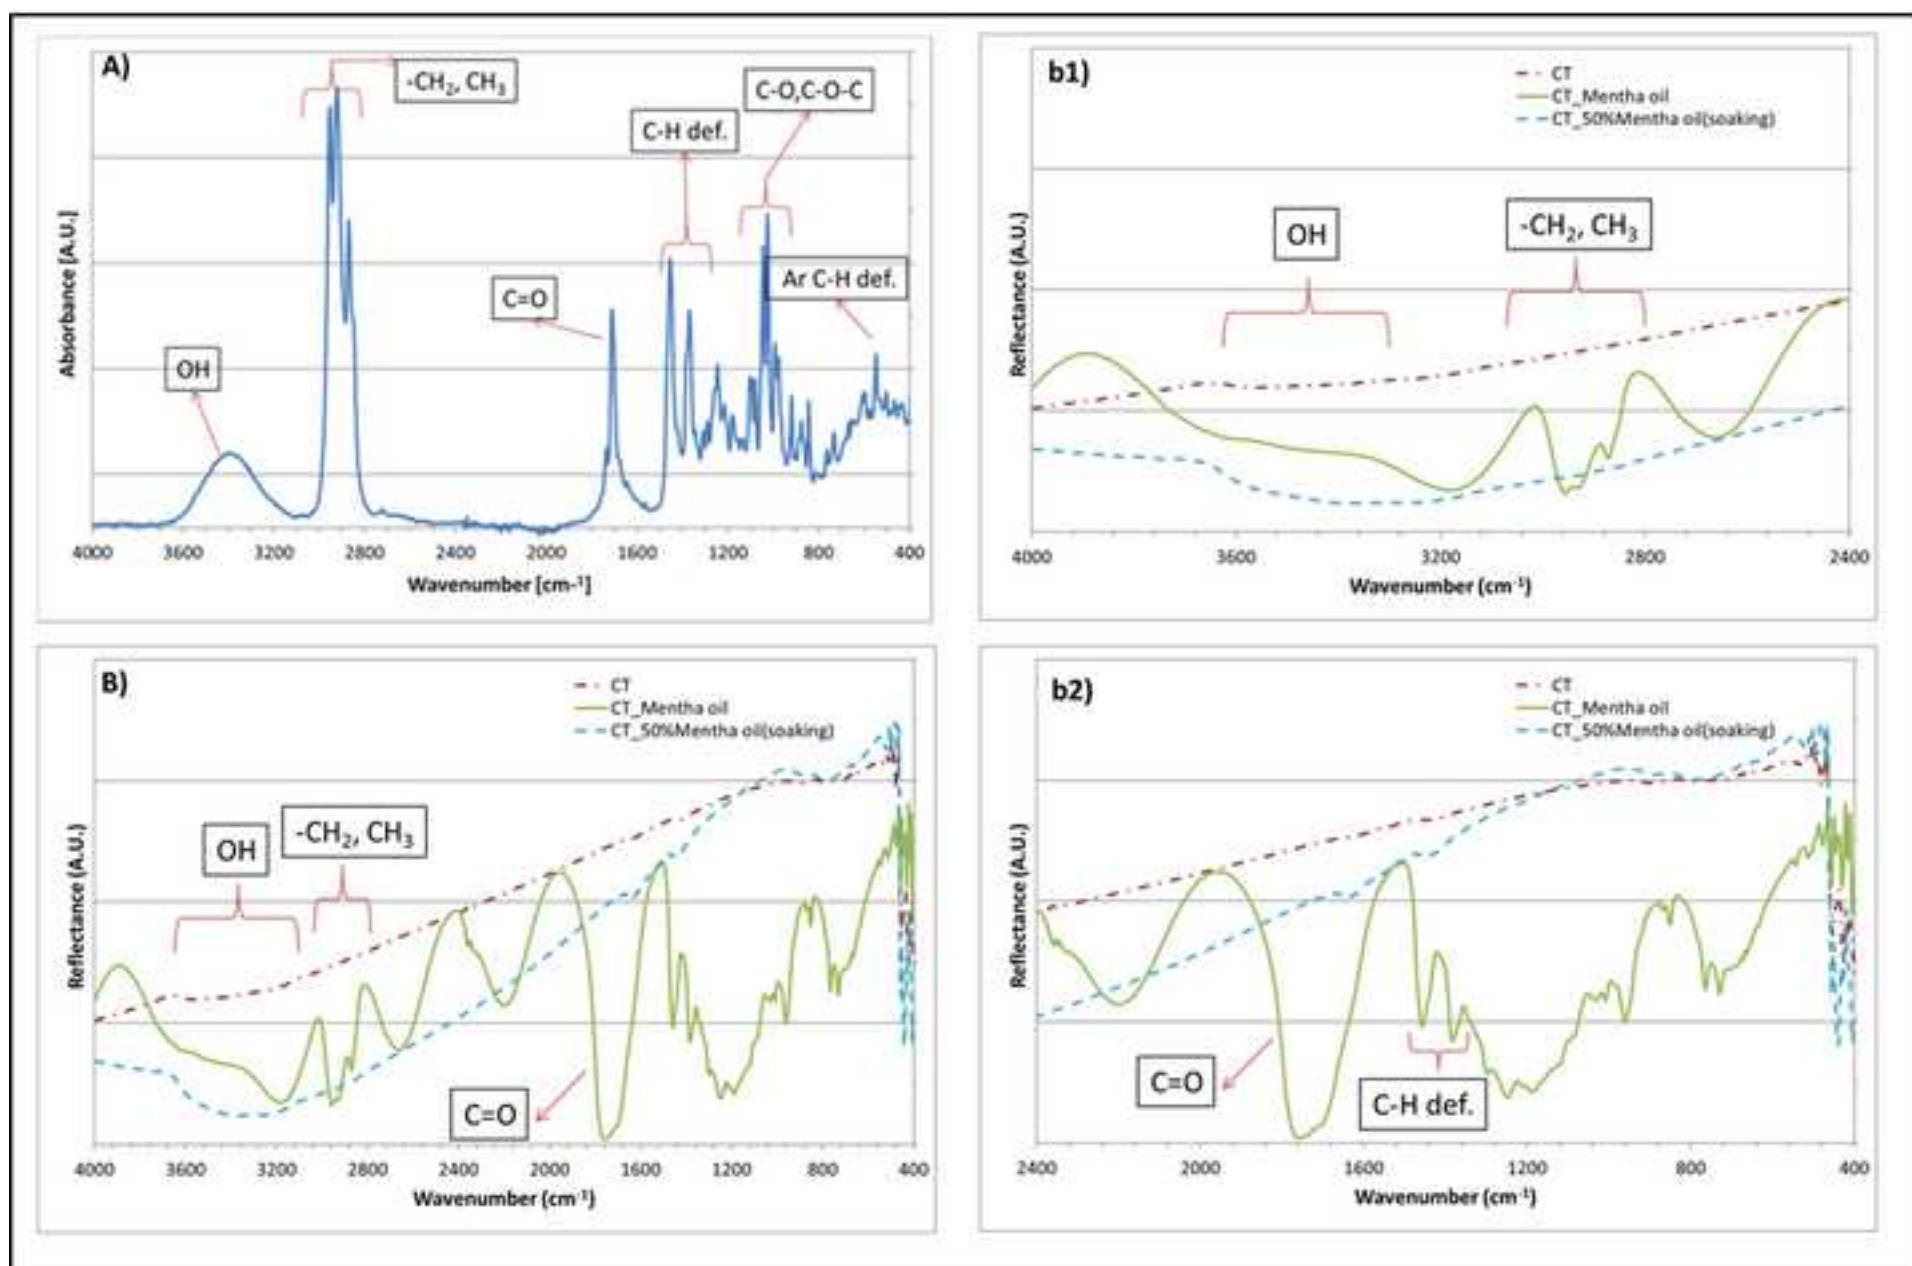 A)
-CH₂, CH₃
C-O,C-O-C
C-H def.
Ar C-H def.
C=O
OH
Absorbance [A.U.]
4000 3600 3200 2800 2400 2000 1600 1200 800 400
Wavenumber [cm-¹]
b1)
CT
CT_Mentha oil
CT_50%Mentha oil(soaking)
OH
-CH₂, CH₃
Reflectance (A.U.)
4000 3600 3200 2800 2400
Wavenumber (cm⁻¹)
B)
CT
CT_Mentha oil
CT_50%Mentha oil(soaking)
OH
-CH₂, CH₃
C=O
Reflectance (A.U.)
4000 3600 3200 2800 2400 2000 1600 1200 800 400
Wavenumber (cm⁻¹)
b2)
CT
CT_Mentha oil
CT_50%Mentha oil(soaking)
C=O
C-H def.
Reflectance (A.U.)
2400 2000 1600 1200 800 400
Wavenumber (cm⁻¹)